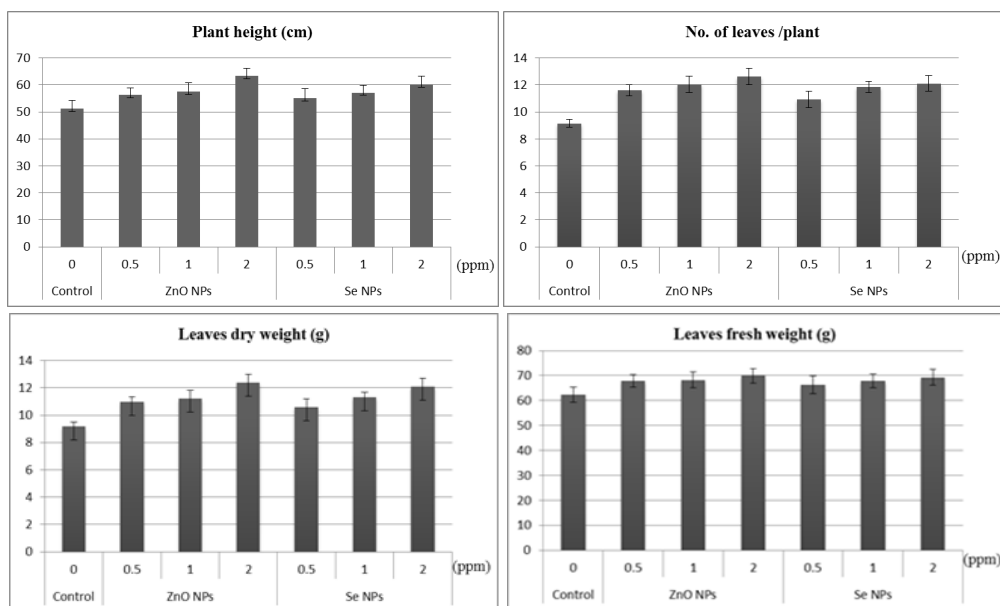 Plant height (cm)
70
60
50
40
30
20
10
0
0 0.5 1 2 0.5 1 2 (ppm)
Control ZnO NPs Se NPs
No. of leaves /plant
14
12
10
8
6
4
2
0
0 0.5 1 2 0.5 1 2 (ppm)
Control ZnO NPs Se NPs
Leaves dry weight (g)
14
12
10
8
6
4
2
0
0 0.5 1 2 0.5 1 2 (ppm)
Control ZnO NPs Se NPs
Leaves fresh weight (g)
80
70
60
50
40
30
20
10
0
0 0.5 1 2 0.5 1 2 (ppm)
Control ZnO NPs Se NPs